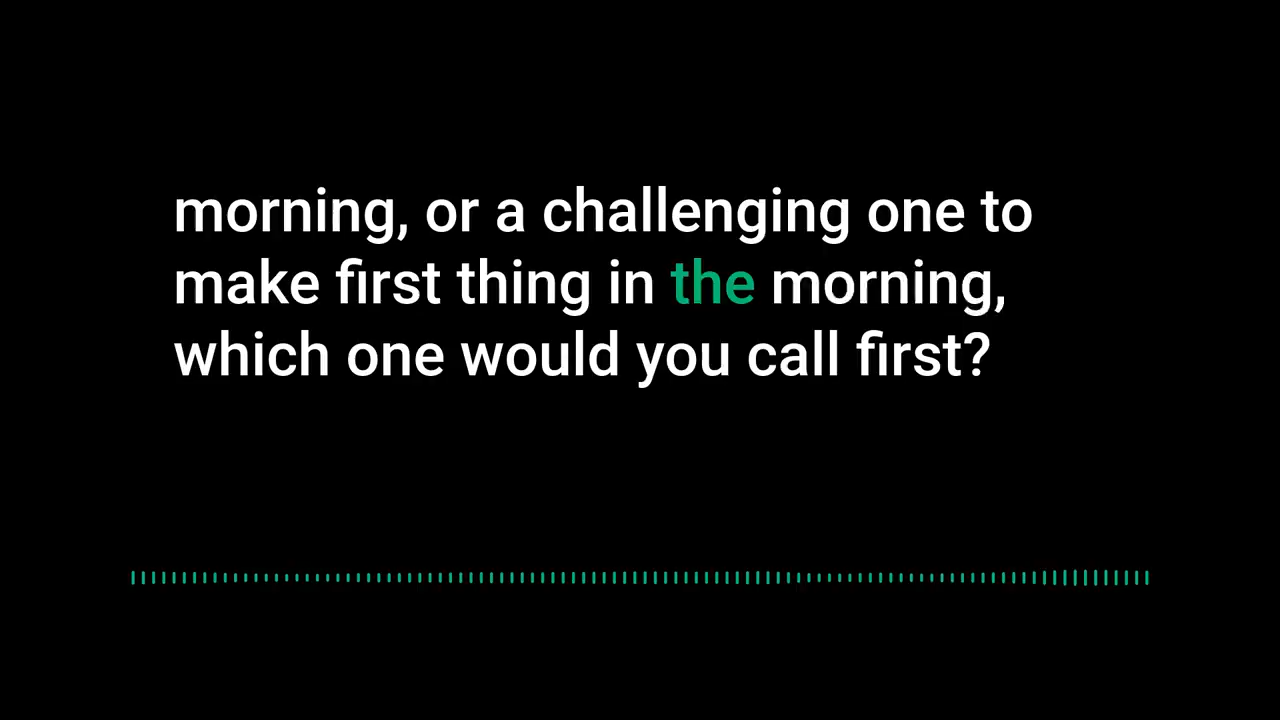 morning, or a challenging one to
make first thing in the morning,
which one would you call first?